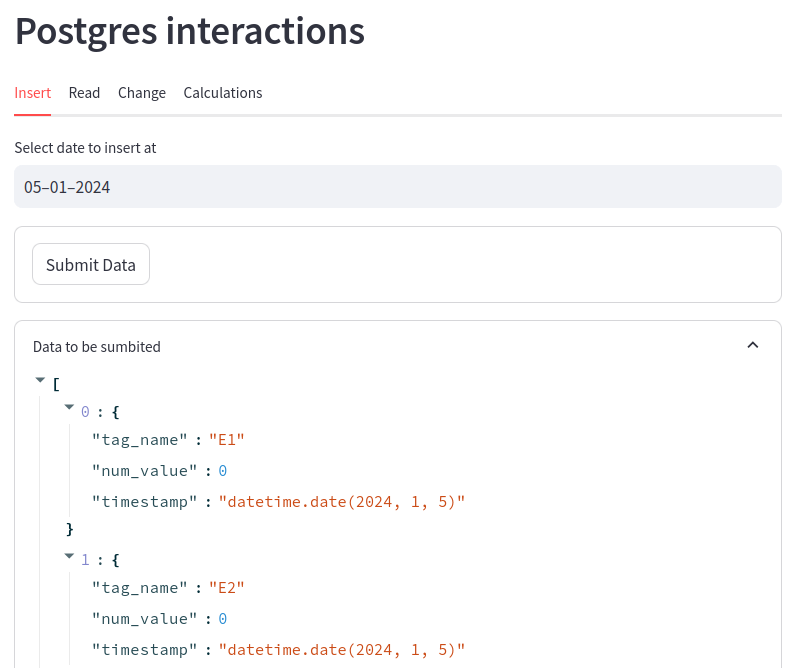 Postgres interactions
Insert Read Change Calculations
Select date to insert at
05–01–2024
Submit Data
Data to be sumbited
[
0 : {
"tag_name" : "E1"
"num_value" : 0
"timestamp" : "datetime.date(2024, 1, 5)"
}
1 : {
"tag_name" : "E2"
"num_value" : 0
"timestamp" : "datetime.date(2024, 1, 5)"